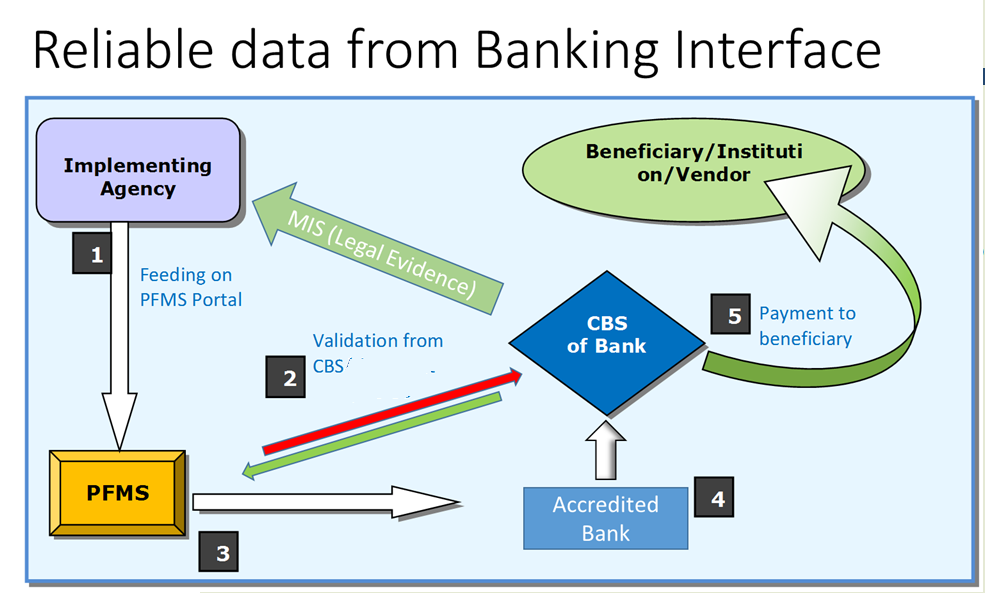 Reliable data from Banking Interface
Implementing
Agency
Beneficiary/Instituti
on/Vendor
MIS (Legal Evidence)
1
Feeding on
PFMS Portal
CBS
of Bank
5
Payment to
beneficiary
Validation from
CBS
2
PFMS
Accredited
Bank
4
3